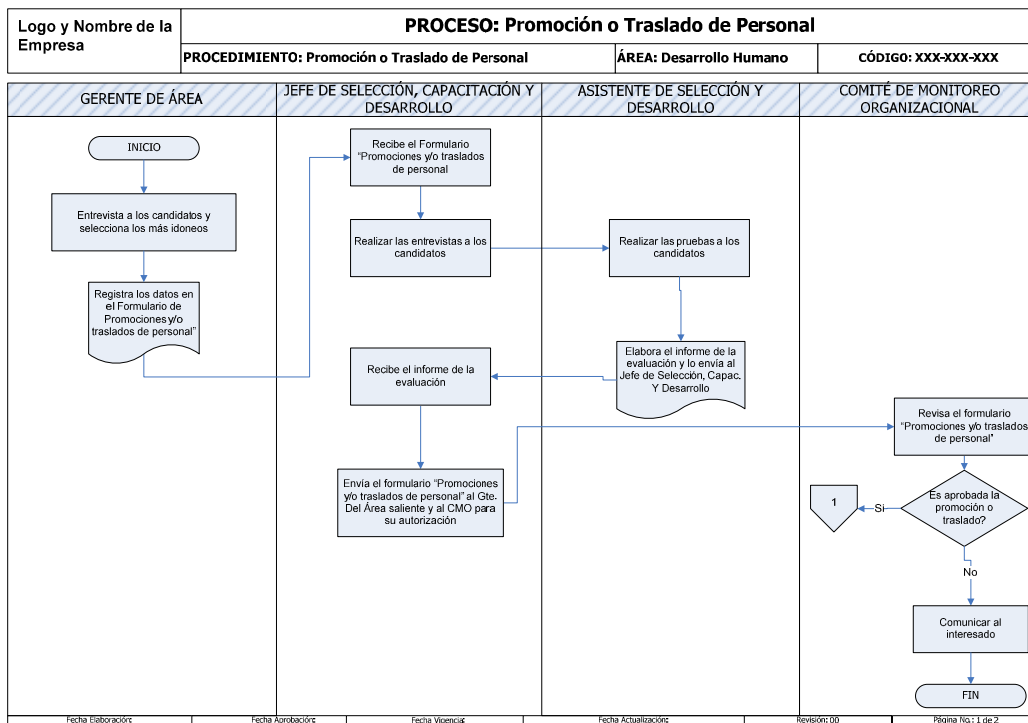 Logo y Nombre de la
Empresa
PROCESO: Promoción o Traslado de Personal
PROCEDIMIENTO: Promoción o Traslado de Personal
ÁREA: Desarrollo Humano
CÓDIGO: XXX-XXX-XXX
GERENTE DE ÁREA
JEFE DE SELECCIÓN, CAPACITACIÓN Y
DESARROLLO
ASISTENTE DE SELECCIÓN Y
DESARROLLO
COMITÉ DE MONITOREO
ORGANIZACIONAL
INICIO
Entrevista a los candidatos y
selecciona los más idoneos
Registra los datos en
el Formulario de
Promociones y/o
traslados de personal"
Recibe el Formulario
"Promociones y/o traslados
de personal
Realizar las entrevistas a los
candidatos
Realizar las pruebas a los
candidatos
Elabora el informe de la
evaluación y lo envía al
Jefe de Selección, Capac.
Y Desarrollo
Recibe el informe de la
evaluación
Envía el formulario "Promociones
y/o traslados de personal" al Gte.
Del Área saliente y al CMO para
su autorización
Revisa el formulario
"Promociones y/o traslados
de personal"
Es aprobada la
promoción o
traslado?
Si
1
No
Comunicar al
interesado
FIN
Fecha Elaboración:
Fecha Aprobación:
Fecha Vigencia:
Fecha Actualización:
Revisión: 00
Página No.: 1 de 2